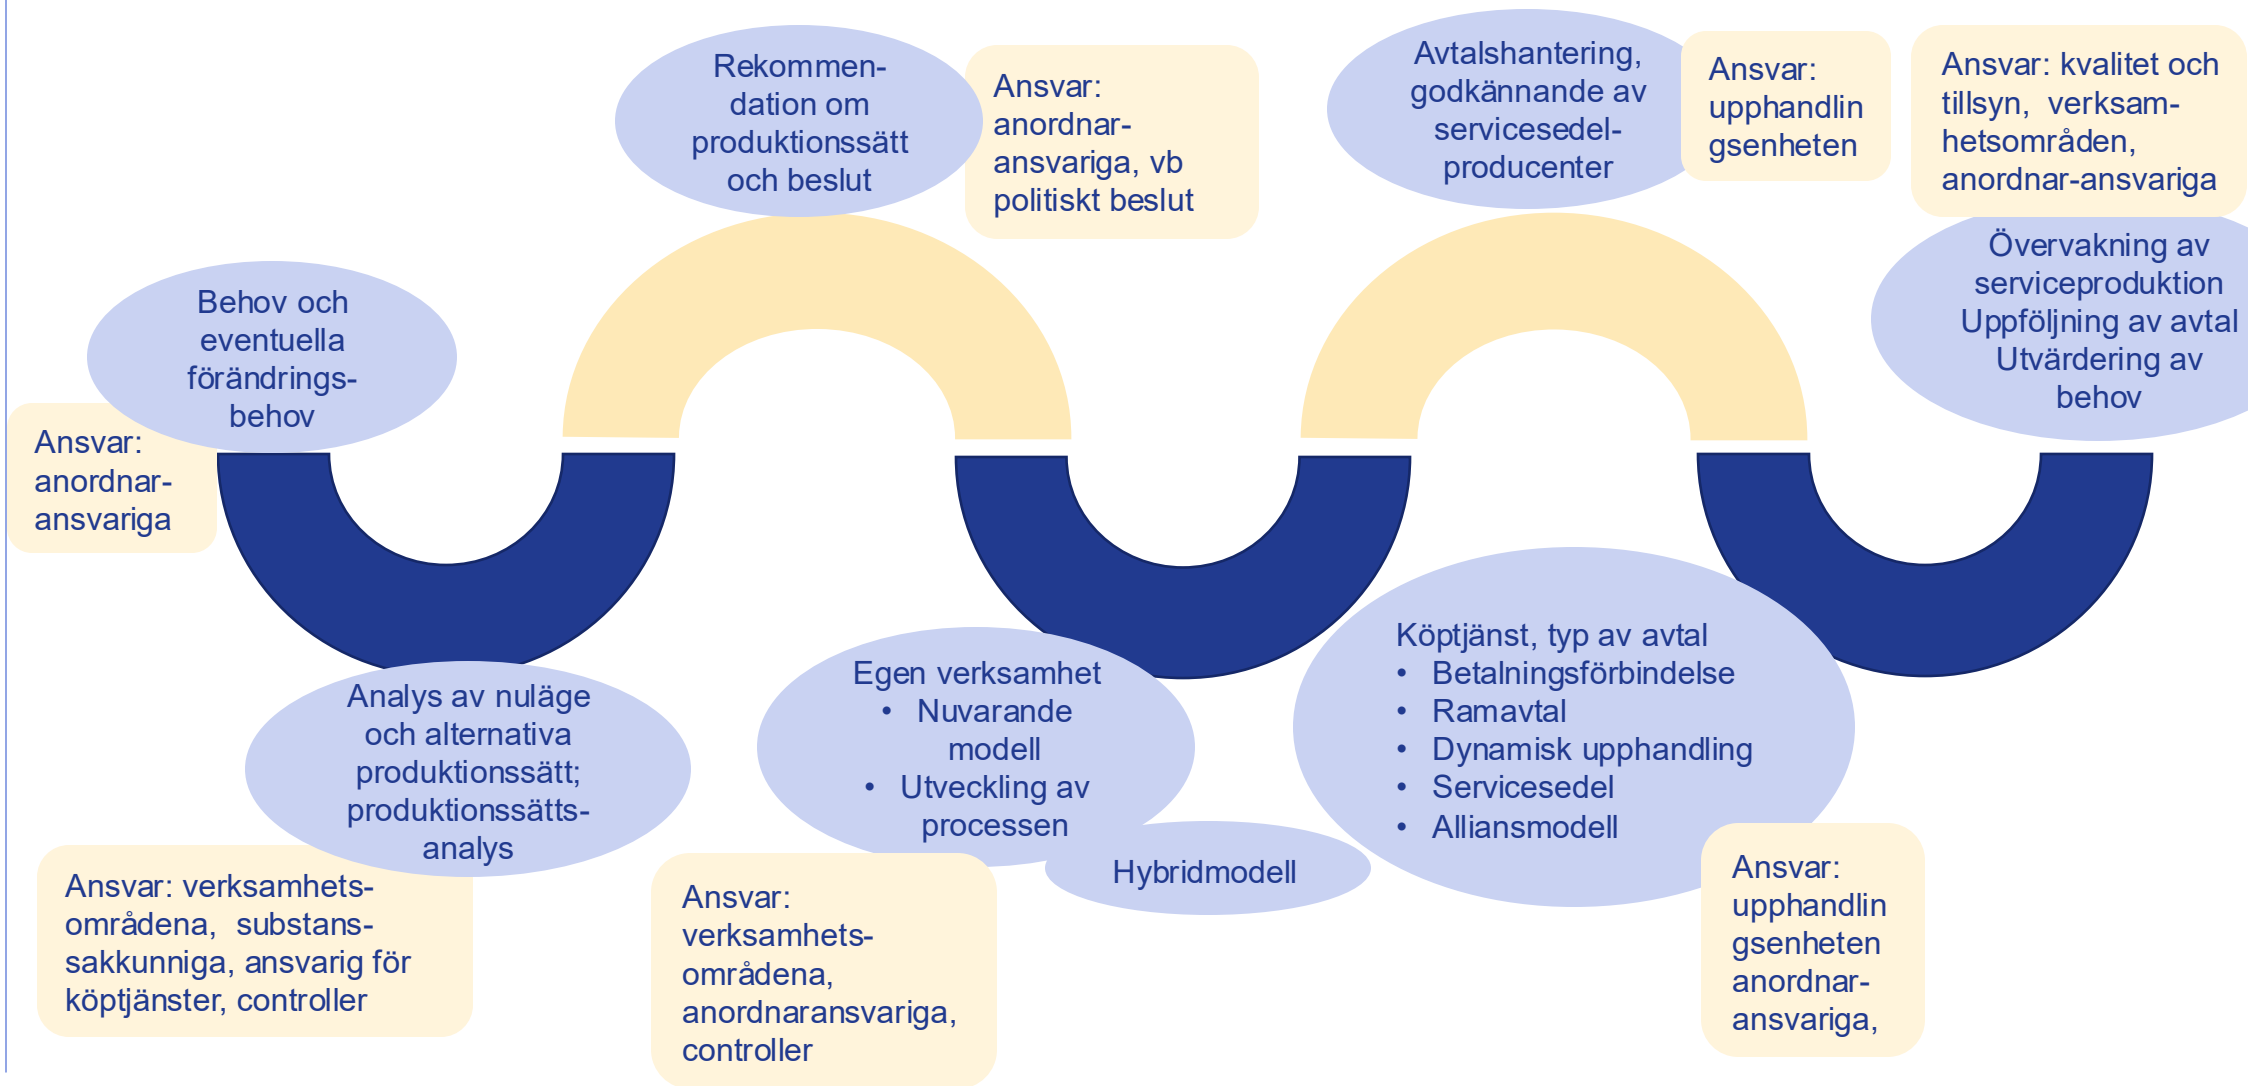 Behov och
eventuella
förändrings-
behov
Ansvar:
anordnar-
ansvariga
Analys av nuläge
och alternativa
produktionssätt;
produktionssätts-
analys
Ansvar: verksamhets-
områdena,  substans-
sakkunniga, ansvarig för
köptjänster, controller
Rekommen-
dation om
produktionssätt
och beslut
Ansvar:
anordnar-
ansvariga, vb
politiskt beslut
Egen verksamhet
• Nuvarande
modell
• Utveckling av
processen
Ansvar:
verksamhets-
områdena,
anordnaransvariga,
controller
Hybridmodell
Köptjänst, typ av avtal
• Betalningsförbindelse
• Ramavtal
• Dynamisk upphandling
• Servicesedel
• Alliansmodell
Ansvar:
upphandlin
gsenheten
anordnar-
ansvariga,
Avtalshantering,
godkännande av
servicesedel-
producenter
Ansvar:
upphandlin
gsenheten
Ansvar: kvalitet och
tillsyn,  verksam-
hetsområden,
anordnar-ansvariga
Övervakning av
serviceproduktion
Uppföljning av avtal
Utvärdering av
behov